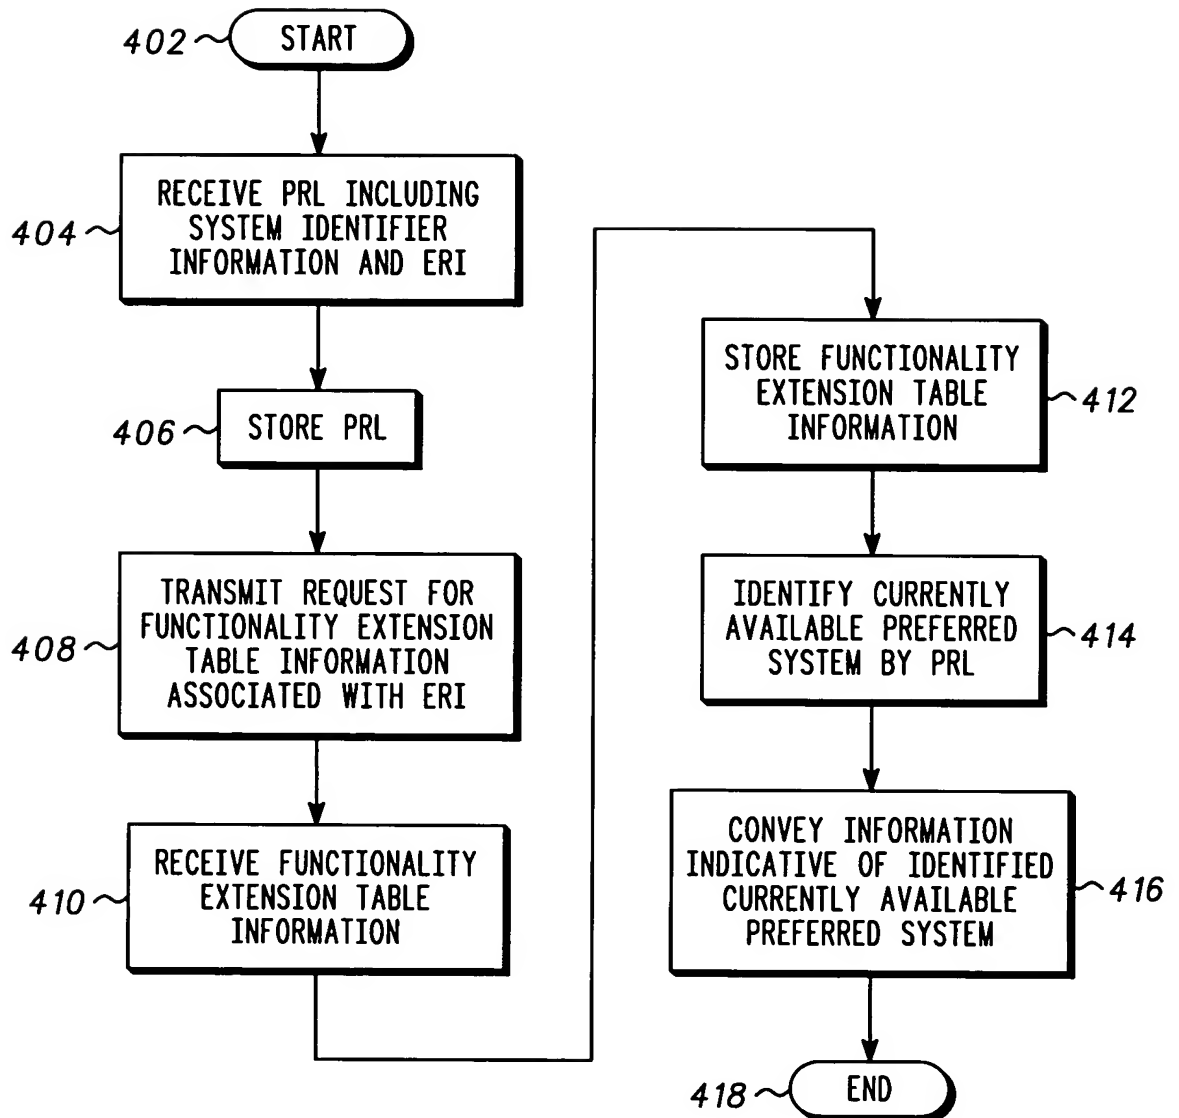 402
START
404
RECEIVE PRL INCLUDING
SYSTEM IDENTIFIER
INFORMATION AND ERI
406
STORE PRL
408
TRANSMIT REQUEST FOR
FUNCTIONALITY EXTENSION
TABLE INFORMATION
ASSOCIATED WITH ERI
410
RECEIVE FUNCTIONALITY
EXTENSION TABLE
INFORMATION
STORE FUNCTIONALITY
EXTENSION TABLE
INFORMATION
412
IDENTIFY CURRENTLY
AVAILABLE PREFERRED
SYSTEM BY PRL
414
CONVEY INFORMATION
INDICATIVE OF IDENTIFIED
CURRENTLY AVAILABLE
PREFERRED SYSTEM
416
418
END